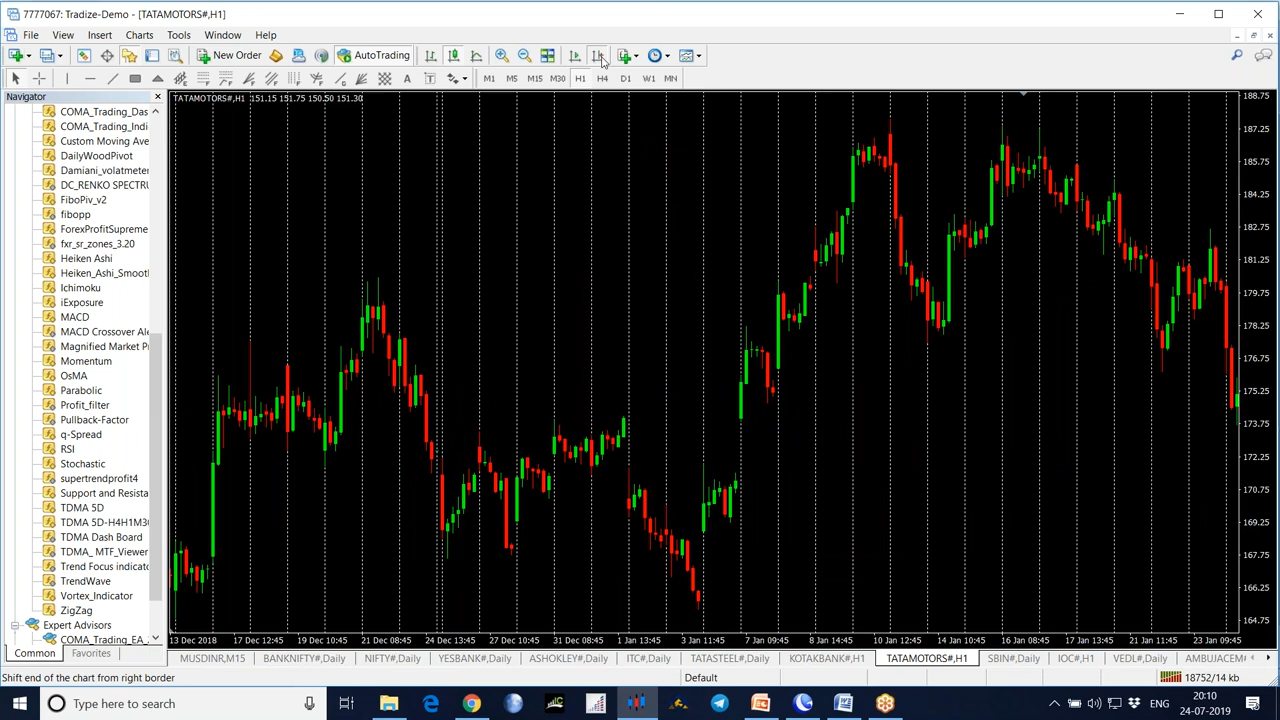 7777067: Tradize-Demo - [TATAMOTORS#,H1]
File View Insert Charts Tools Window Help
New Order AutoTrading
A T M1 M5 M15 M30 H1 H4 D1 W1 MN
Navigator
COMA_Trading_Das
COMA_Trading_Indi
Custom Moving Ave
DailyWoodPivot
Damiani_volatmeter
DC_RENKO SPECTRU
FiboPiv_v2
fibopp
ForexProfitSupreme
fxr_sr_zones_3.20
Heiken Ashi
Heiken_Ashi_Smoot
Ichimoku
iExposure
MACD
MACD Crossover Ale
Magnified Market Pr
Momentum
OsMA
Parabolic
Profit_filter
Pullback-Factor
q-Spread
RSI
Stochastic
supertrendprofit4
Support and Resista
TDMA 5D
TDMA 5D-H4H1M30
TDMA Dash Board
TDMA_ MTF_Viewer
Trend Focus indicato
TrendWave
Vortex_Indicator
ZigZag
Expert Advisors
COMA_Trading_EA_
Common Favorites
TATAMOTORS#,H1 151.15 151.75 150.50 151.30
188.75
187.25
185.75
184.25
182.75
181.25
179.75
178.25
176.75
175.25
173.75
172.25
170.75
169.25
167.75
166.25
164.75
13 Dec 2018 17 Dec 12:45 19 Dec 10:45 21 Dec 08:45 24 Dec 13:45 27 Dec 10:45 31 Dec 08:45 1 Jan 13:45 3 Jan 11:45 7 Jan 09:45 8 Jan 14:45 10 Jan 12:45 14 Jan 10:45 16 Jan 08:45 17 Jan 13:45 21 Jan 11:45 23 Jan 09:45
MUSDINR,M15 BANKNIFTY#,Daily NIFTY#,Daily YESBANK#,Daily ASHOKLEY#,Daily ITC#,Daily TATASTEEL#,Daily KOTAKBANK#,H1 TATAMOTORS#,H1 SBIN#,Daily IOC#,H1 VEDL#,Daily AMBUJACEM
Shift end of the chart from right border Default 18752/14 kb
Type here to search
ENG
20:10
24-07-2019